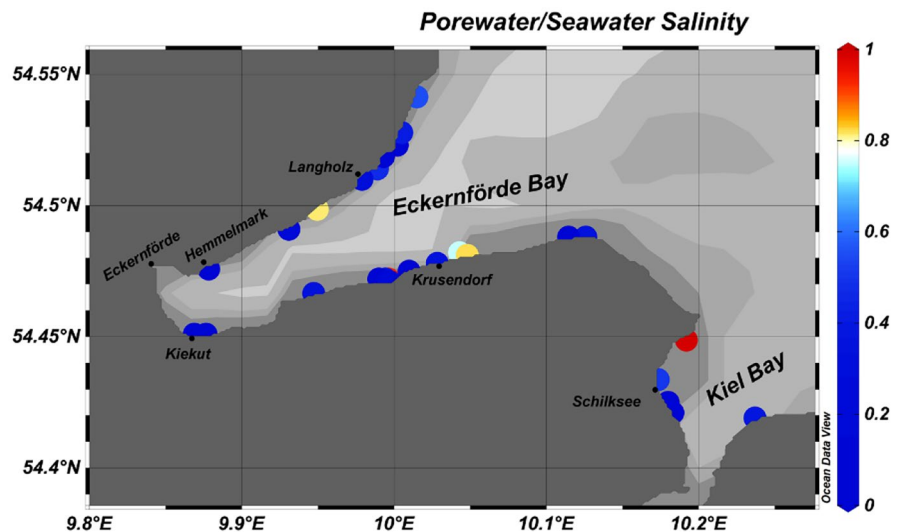 Porewater/Seawater Salinity
54.55°N
54.5°N
54.45°N
54.4°N
9.8°E
9.9.9°E
10°E
10.1°E
10.2°E
Langholz
Eckernförde Bay
Hemmelmark
Eckernförde
Krusendorf
Kiekut
Kiel Bay
Schilksee
Ocean Data View
1
0.8
0.6
0.4
0.2
0